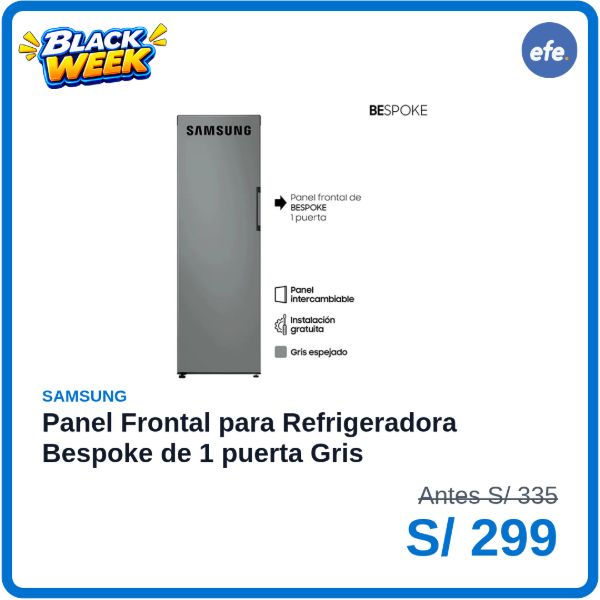 BLACK
WEEK
efe.
BESPOKE
SAMSUNG
Panel frontal de
BESPOKE
1 puerta
Panel
intercambiable
Instalación
gratuita
Gris espejado
SAMSUNG
Panel Frontal para Refrigeradora
Bespoke de 1 puerta Gris
Antes S/ 335
S/ 299